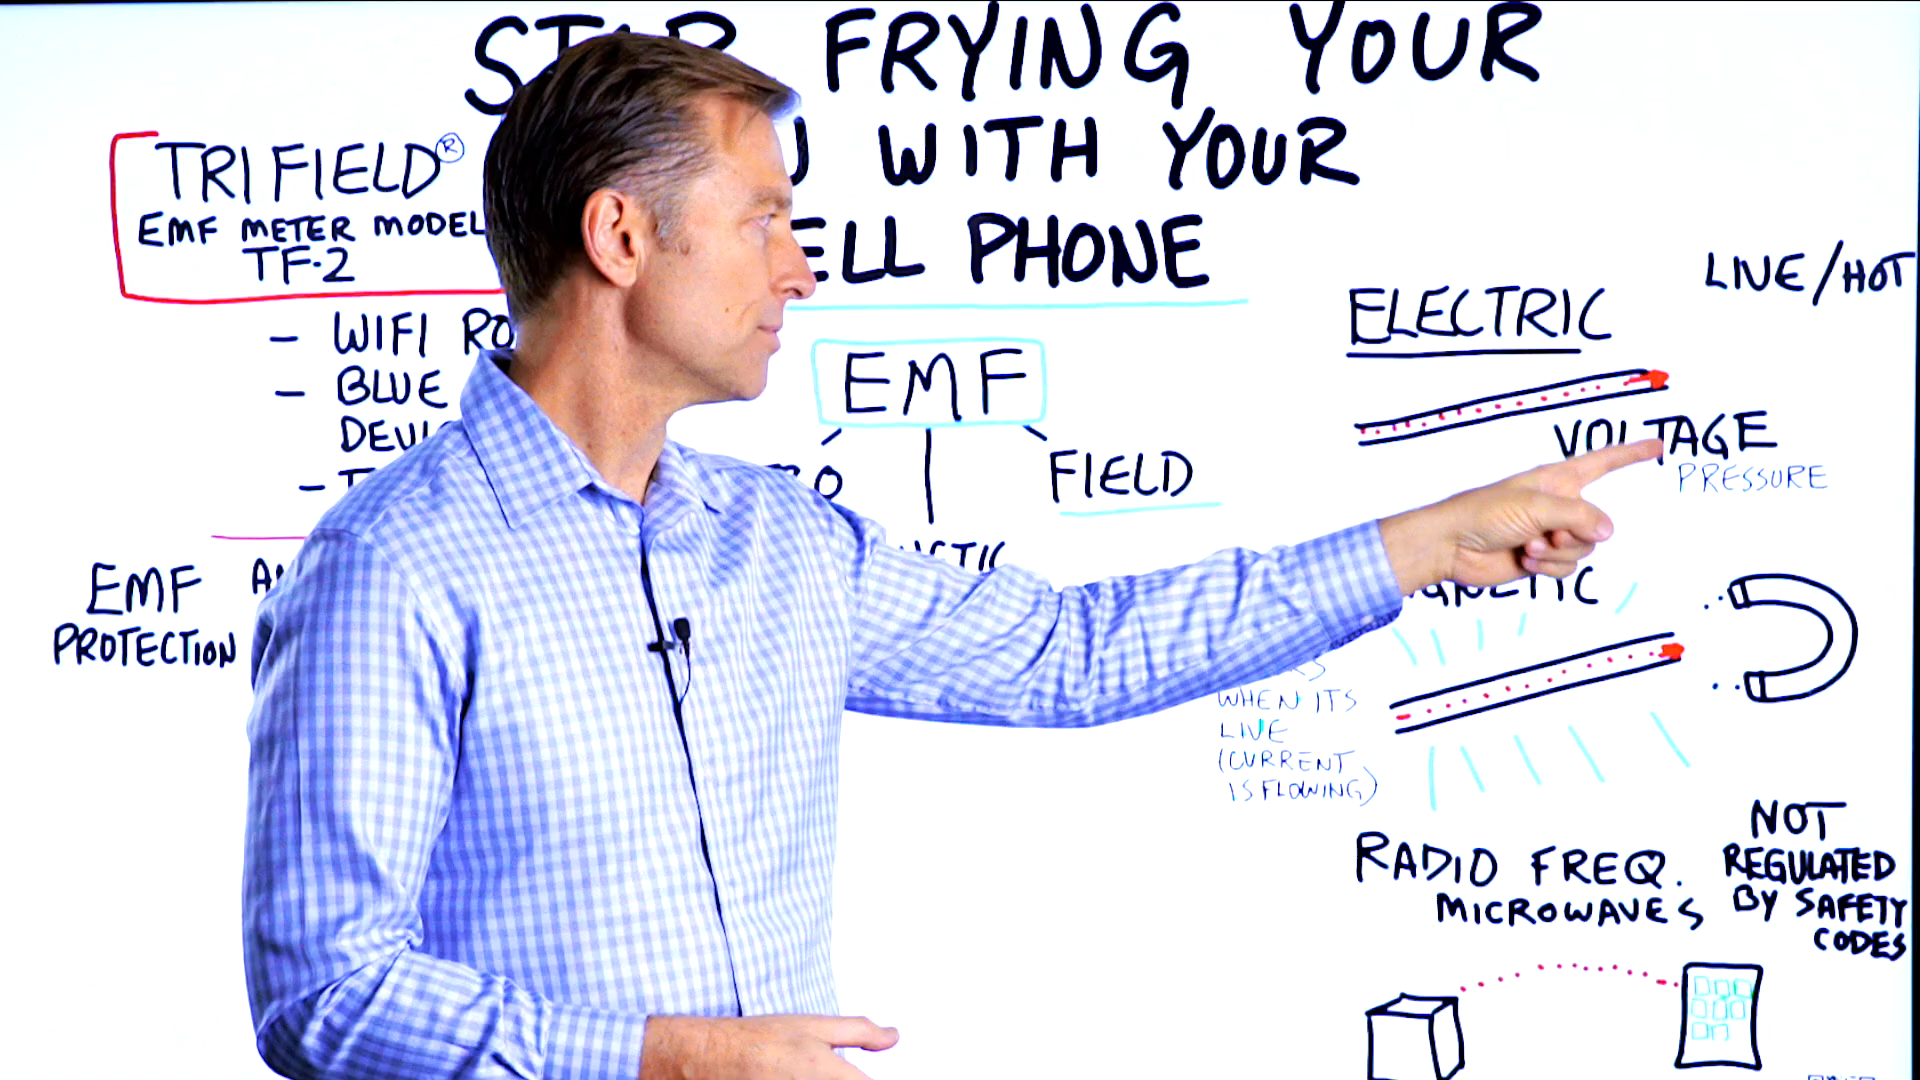 FRYING YOUR
WITH YOUR
PHONE
TRIFIELD®
EMF METER MODEL
TF-2
- WIFI
- BLUE
EMF
PROTECTION
EMF
FIELD
LIVE/HOT
ELECTRIC
VOLTAGE
PRESSURE
WHEN ITS
LIVE
(CURRENT
IS FLOWING)
RADIO FREQ.
MICROWAVES
NOT
REGULATED
BY SAFETY
CODES